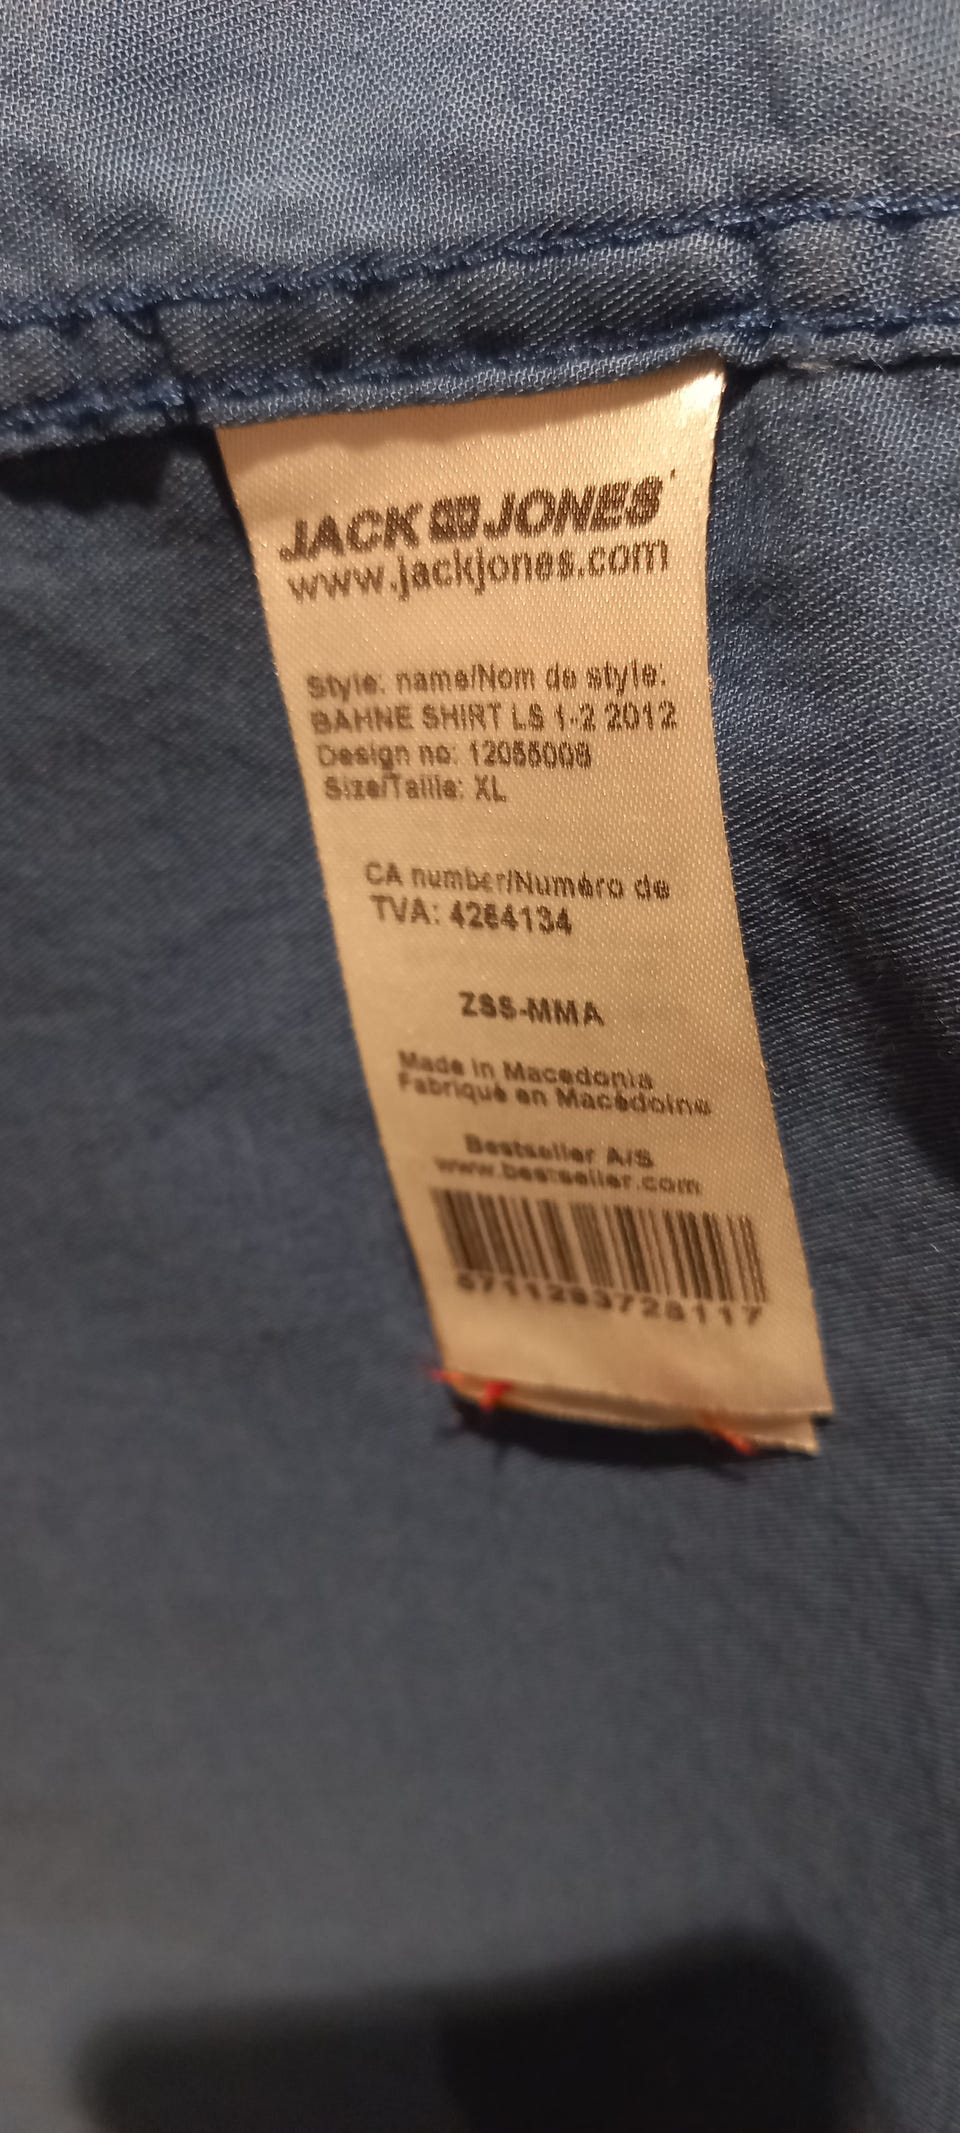 JACK & JONES
www.jackjones.com
Style: name/Nom de style:
BAHNE SHIRT LS 1-2 2012
Design no: 12055008
Size/Taille: XL
CA number/Numéro de
TVA: 4264134
ZSS-MMA
Made in Macedonia
Fabriqué en Macédoine
Bestseller A/S
www.bestseller.com